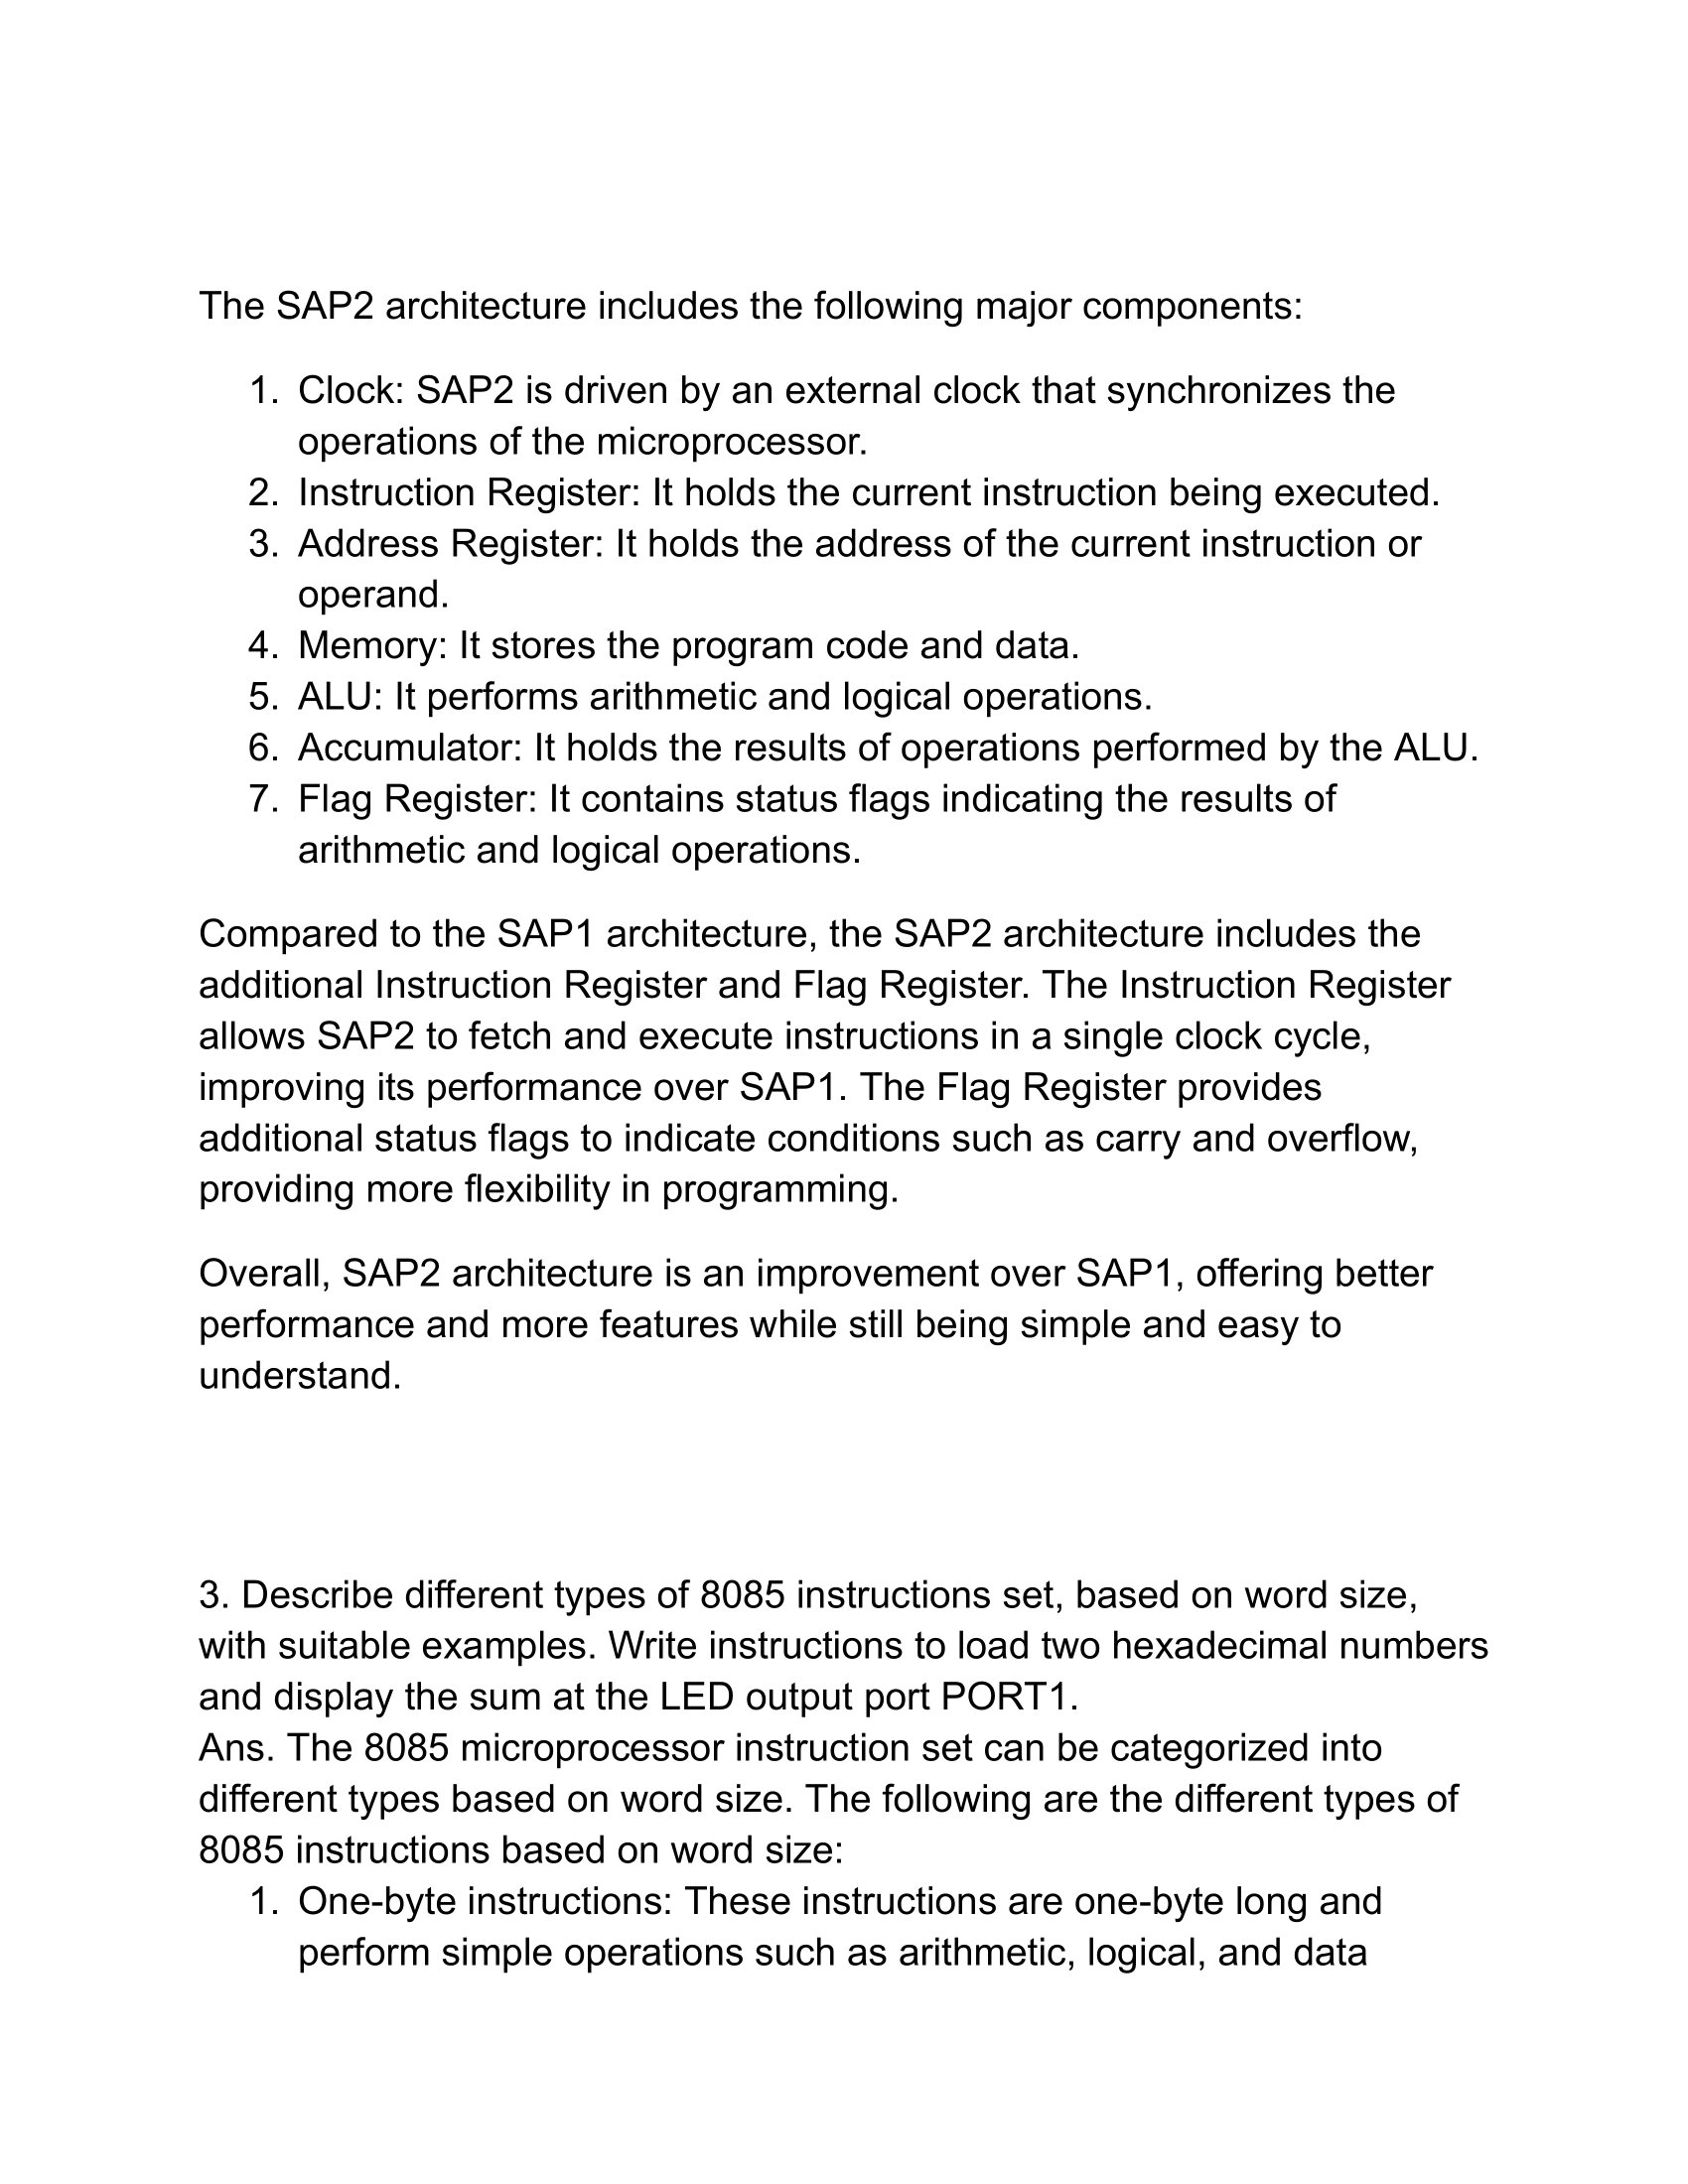 The SAP2 architecture includes the following major components:
1. Clock: SAP2 is driven by an external clock that synchronizes the
operations of the microprocessor.
2. Instruction Register: It holds the current instruction being executed.
3. Address Register: It holds the address of the current instruction or
operand.
4. Memory: It stores the program code and data.
5. ALU: It performs arithmetic and logical operations.
6. Accumulator: It holds the results of operations performed by the ALU.
7. Flag Register: It contains status flags indicating the results of
arithmetic and logical operations.
Compared to the SAP1 architecture, the SAP2 architecture includes the
additional Instruction Register and Flag Register. The Instruction Register
allows SAP2 to fetch and execute instructions in a single clock cycle,
improving its performance over SAP1. The Flag Register provides
additional status flags to indicate conditions such as carry and overflow,
providing more flexibility in programming.
Overall, SAP2 architecture is an improvement over SAP1, offering better
performance and more features while still being simple and easy to
understand.
3. Describe different types of 8085 instructions set, based on word size,
with suitable examples. Write instructions to load two hexadecimal numbers
and display the sum at the LED output port PORT1.
Ans. The 8085 microprocessor instruction set can be categorized into
different types based on word size. The following are the different types of
8085 instructions based on word size:
1. One-byte instructions: These instructions are one-byte long and
perform simple operations such as arithmetic, logical, and data